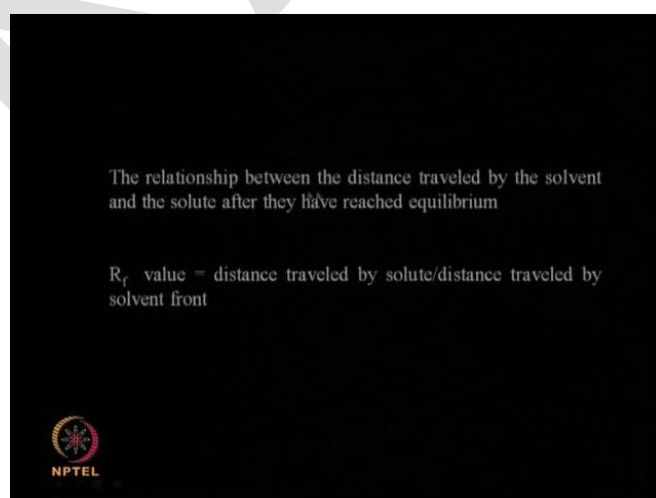 The relationship between the distance traveled by the solvent
and the solute after they have reached equilibrium
Rf value = distance traveled by solute/distance traveled by
solvent front
NPTEL